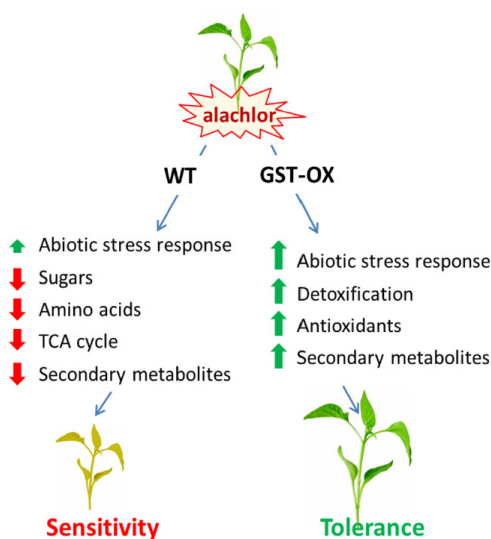 alachlor
WT
GST-OX
Abiotic stress response
Sugars
Amino acids
TCA cycle
Secondary metabolites
Abiotic stress response
Detoxification
Antioxidants
Secondary metabolites
Sensitivity
Tolerance